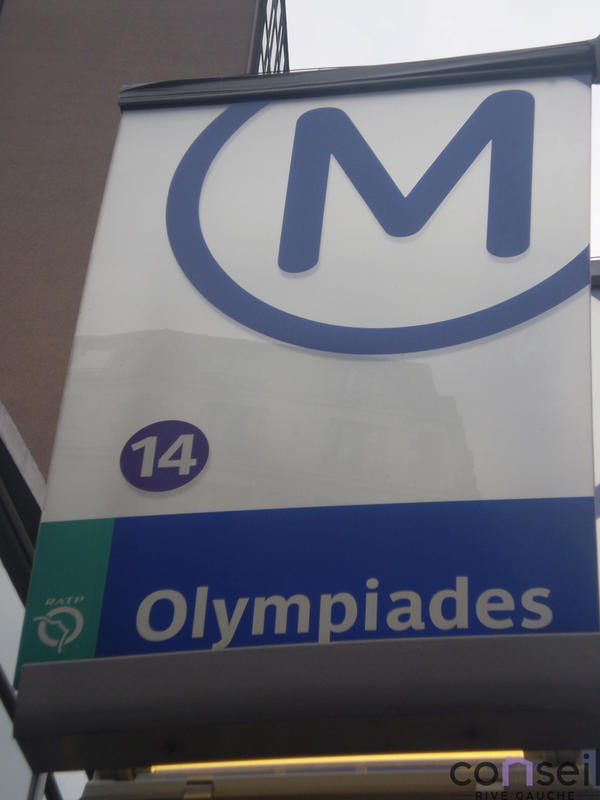 M
14
RATP
Olympiades
conseil
RIVE GAUCHE